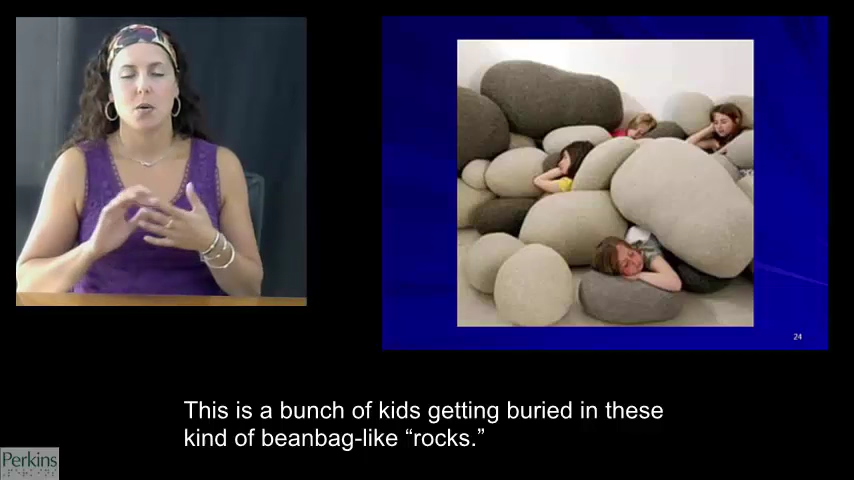 24
This is a bunch of kids getting buried in these
kind of beanbag-like “rocks.”
Perkins